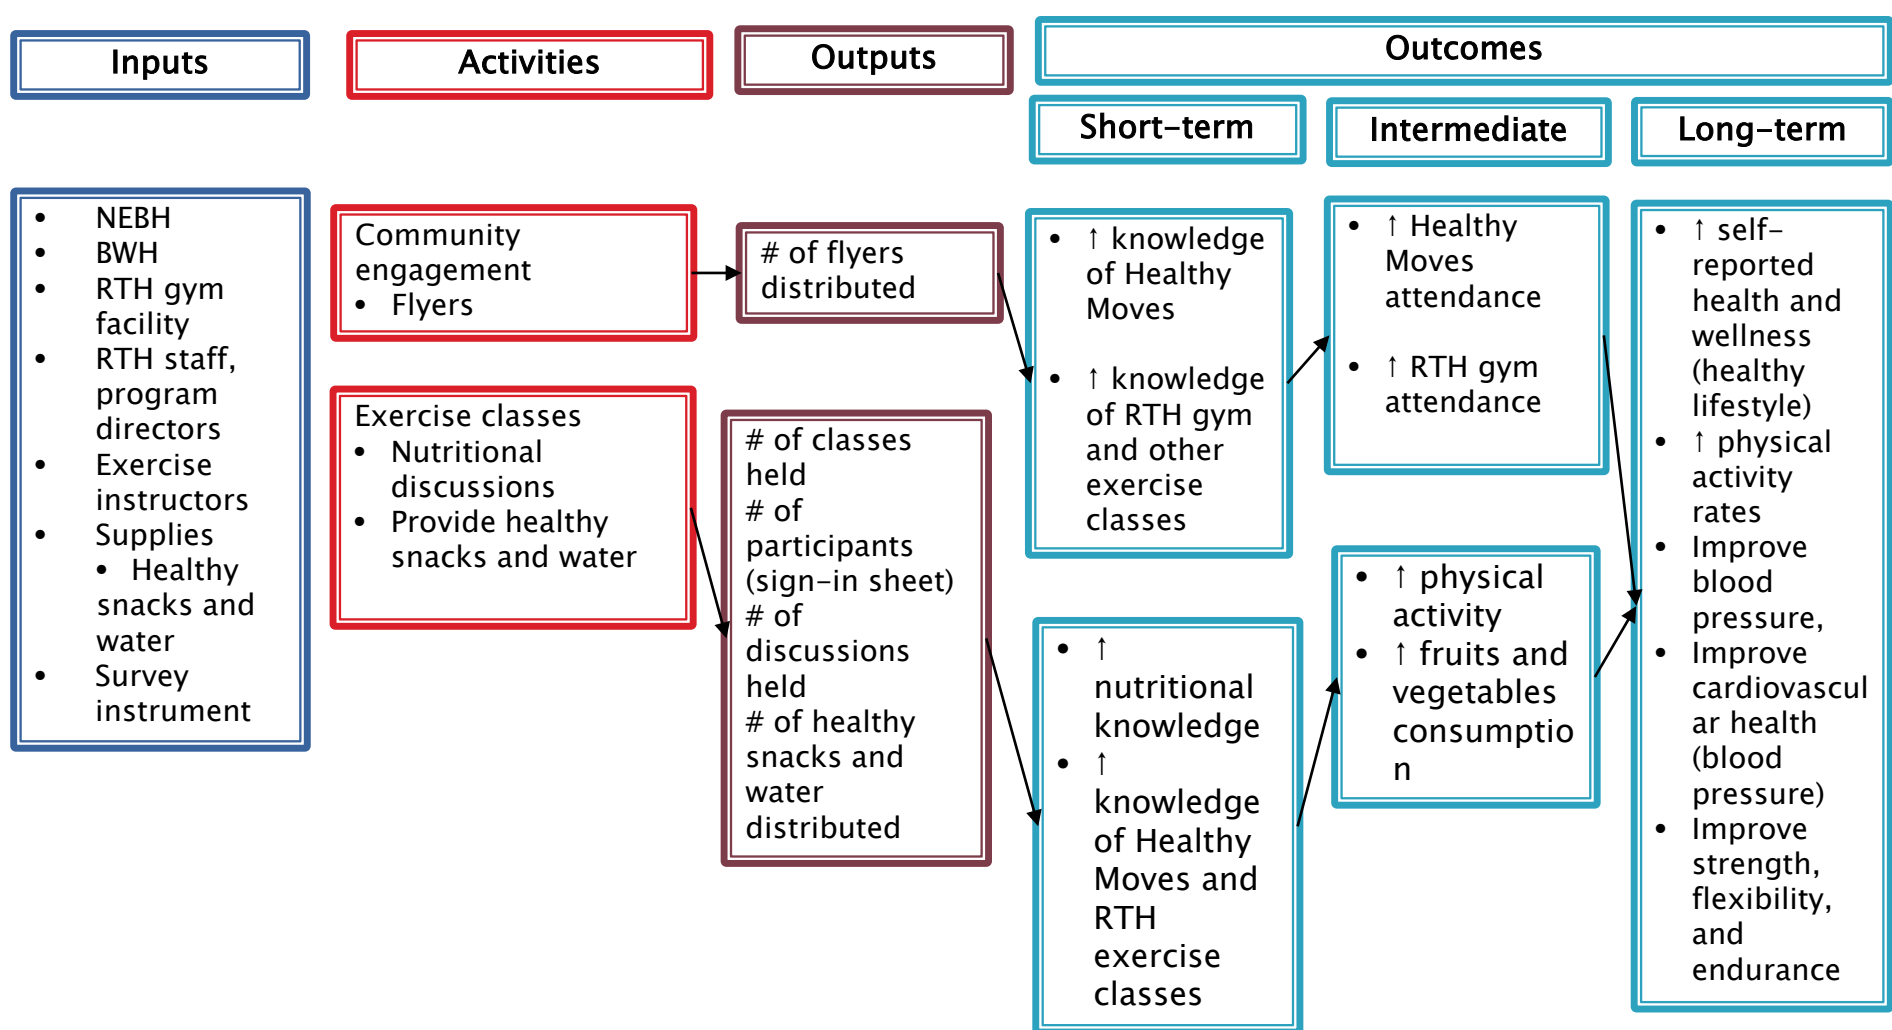 Inputs
Activities
Outputs
Outcomes
Short-term
Intermediate
Long-term
• NEBH
• BWH
• RTH gym
facility
• RTH staff,
program
directors
• Exercise
instructors
• Supplies
• Healthy
snacks and
water
• Survey
instrument
Community
engagement
• Flyers
Exercise classes
• Nutritional
discussions
• Provide healthy
snacks and water
# of flyers
distributed
# of classes
held
# of
participants
(sign-in sheet)
# of
discussions
held
# of healthy
snacks and
water
distributed
• ↑ knowledge
of Healthy
Moves
• ↑ knowledge
of RTH gym
and other
exercise
classes
• ↑
nutritional
knowledge
• ↑
knowledge
of Healthy
Moves and
RTH
exercise
classes
• ↑ Healthy
Moves
attendance
• ↑ RTH gym
attendance
• ↑ physical
activity
• ↑ fruits and
vegetables
consumptio
n
• ↑ self-
reported
health and
wellness
(healthy
lifestyle)
• ↑ physical
activity
rates
• Improve
blood
pressure,
• Improve
cardiovascul
ar health
(blood
pressure)
• Improve
strength,
flexibility,
and
endurance